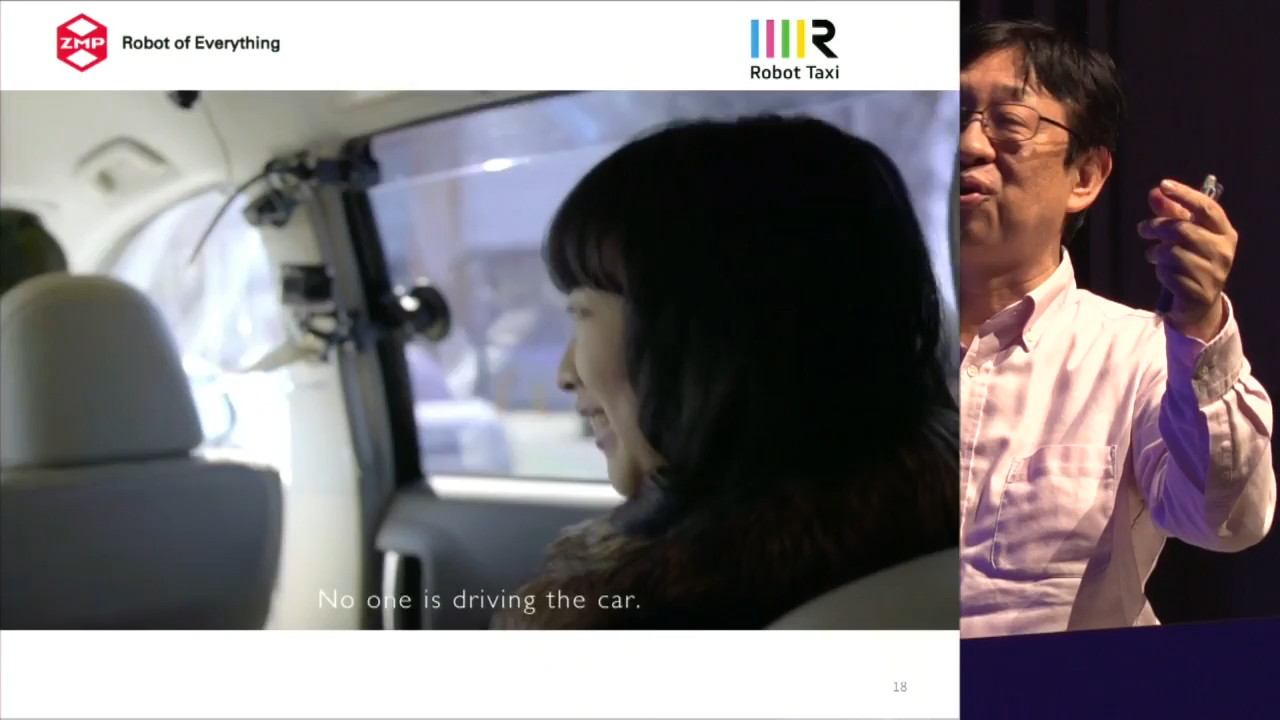 ZMP Robot of Everything
Robot Taxi
No one is driving the car.
18